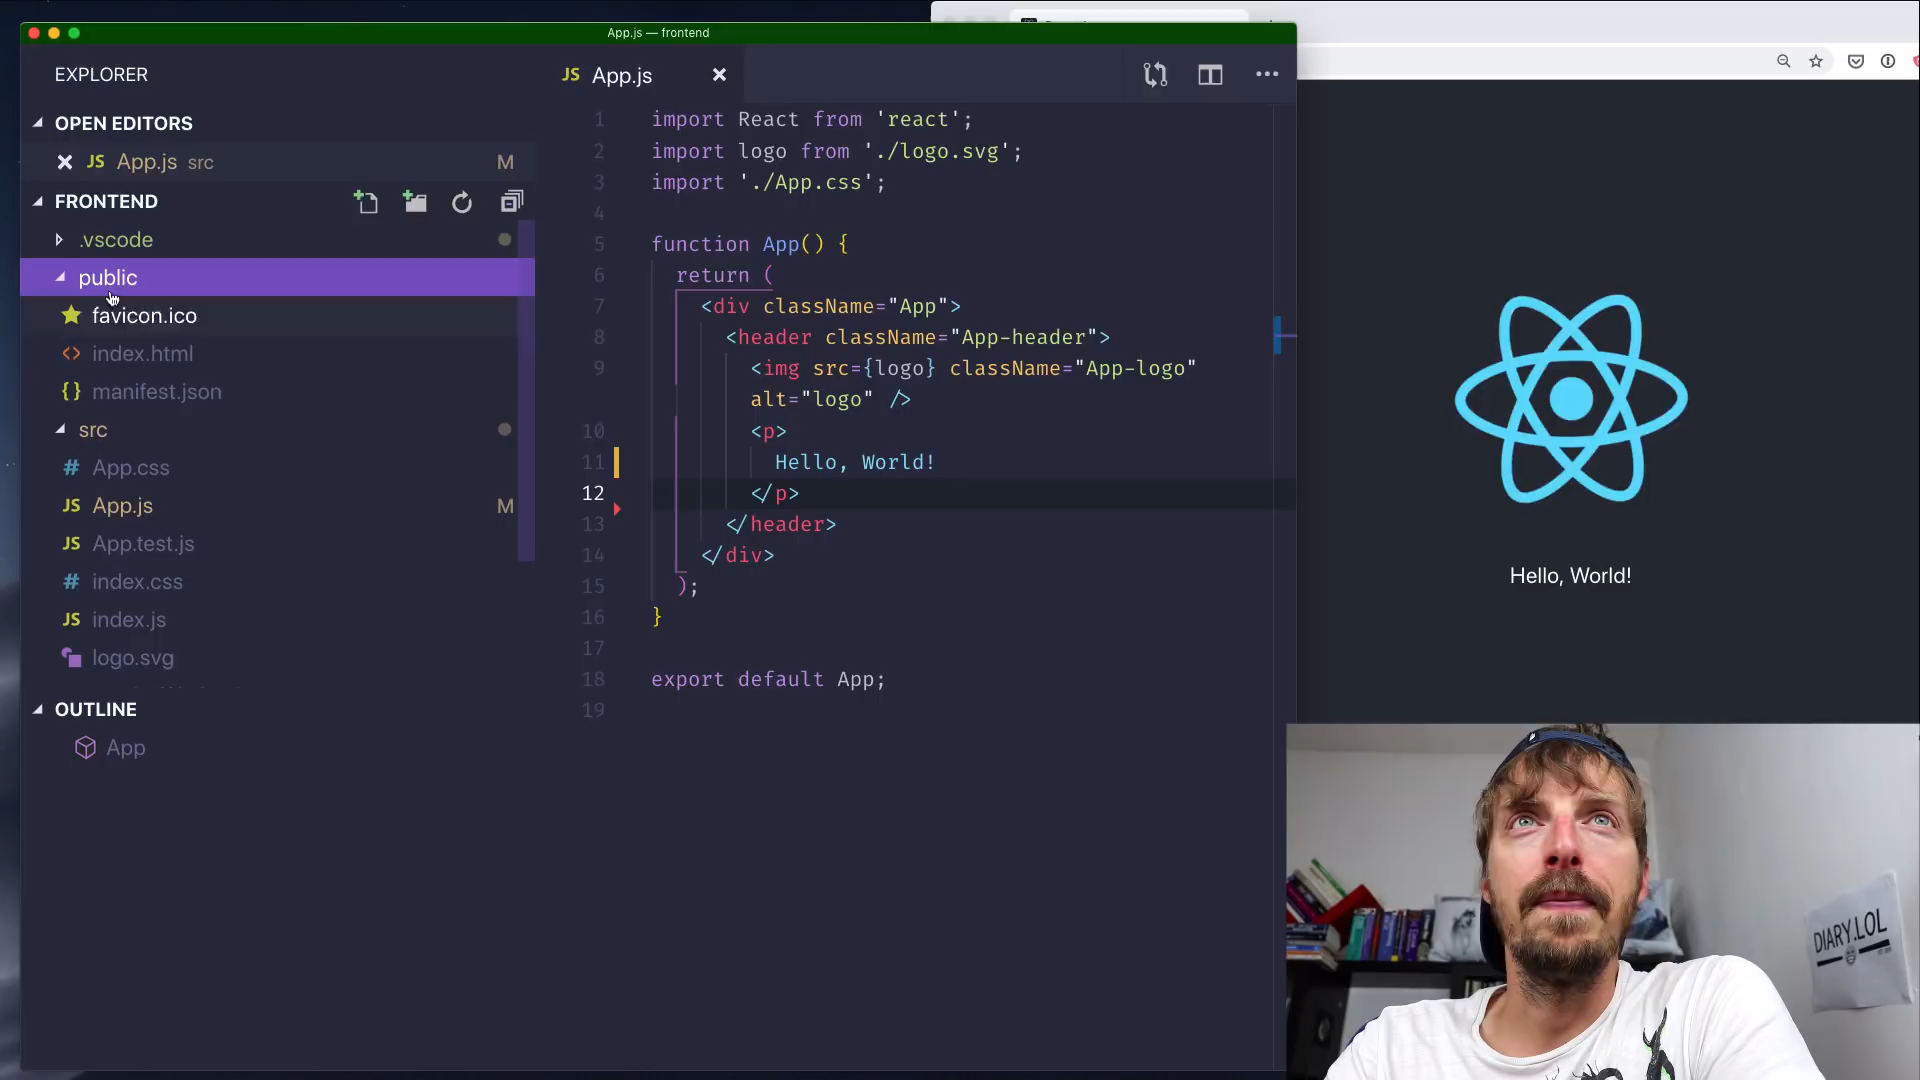 App.js — frontend
EXPLORER
OPEN EDITORS
JS App.js src M
FRONTEND
.vscode
public
favicon.ico
<> index.html
{} manifest.json
src
# App.css
JS App.js M
JS App.test.js
# index.css
JS index.js
logo.svg
OUTLINE
App
JS App.js
1 import React from 'react';
2 import logo from './logo.svg';
3 import './App.css';
4
5 function App() {
6 return (
7 <div className="App">
8 <header className="App-header">
9 <img src={logo} className="App-logo"
alt="logo" />
10 <p>
11 Hello, World!
12 </p>
13 </header>
14 </div>
15 );
16 }
17
18 export default App;
19
Hello, World!
DIARY.LOL